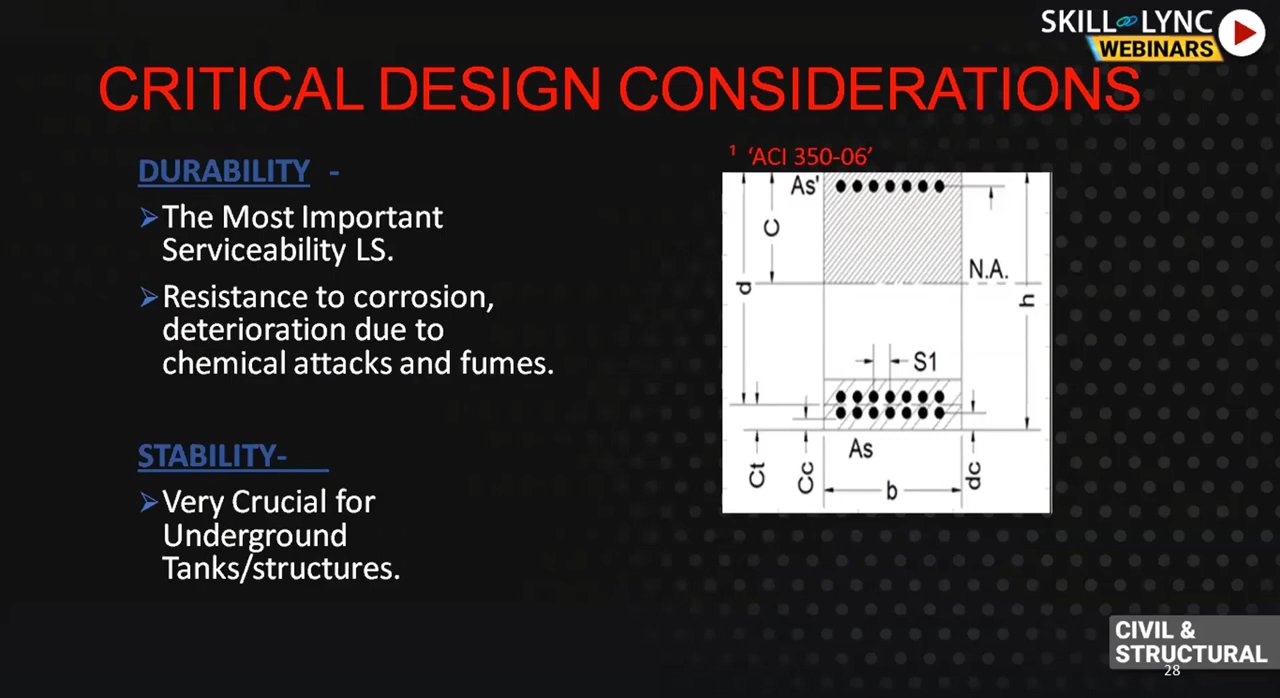 SKILL LYNC
WEBINARS
CRITICAL DESIGN CONSIDERATIONS
DURABILITY -
The Most Important
Serviceability LS.
Resistance to corrosion,
deterioration due to
chemical attacks and fumes.
STABILITY-
Very Crucial for
Underground
Tanks/structures.
1 ‘ACI 350-06’
As'
C
N.A.
d
h
S1
As
Ct
Cc
dc
b
CIVIL &
STRUCTURAL
28